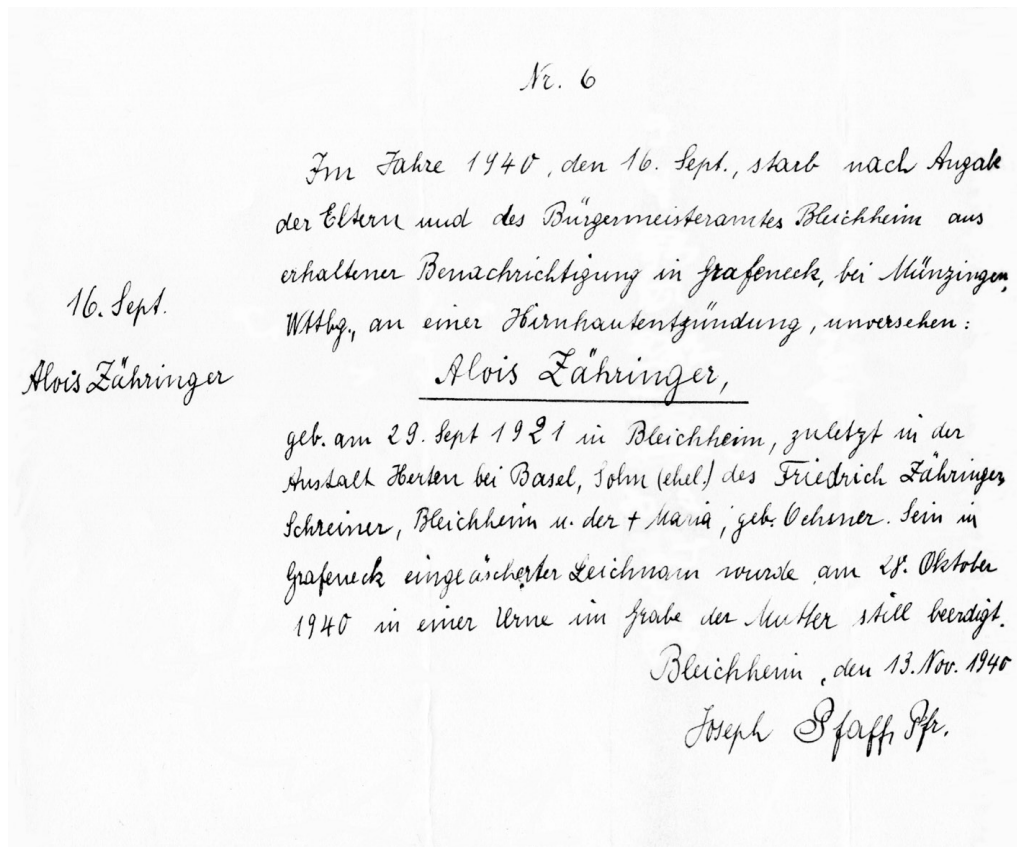 Nr. 6
Im Jahre 1940, den 16. Sept., starb nach Angabe
der Eltern und des Bürgermeisteramtes Bleichheim aus
erhaltener Benachrichtigung in Grafeneck, bei Münzingen,
Wttbg., an einer Hirnhautentzündung, unversehen:
16. Sept.
Alois Zähringer
Alois Zähringer,
geb. am 29. Sept 1921 in Bleichheim, zuletzt in der
Anstalt Herten bei Basel, Sohn (ehel.) des Friedrich Zähringer,
Schreiner, Bleichheim u. der + Maria, geb. Ochsner. Sein in
Grafeneck eingeäscherter Leichnam wurde am 28. Oktober
1940 in einer Urne im Grabe der Mutter still beerdigt.
Bleichheim, den 13. Nov. 1940
Joseph Pfaff, Pfr.